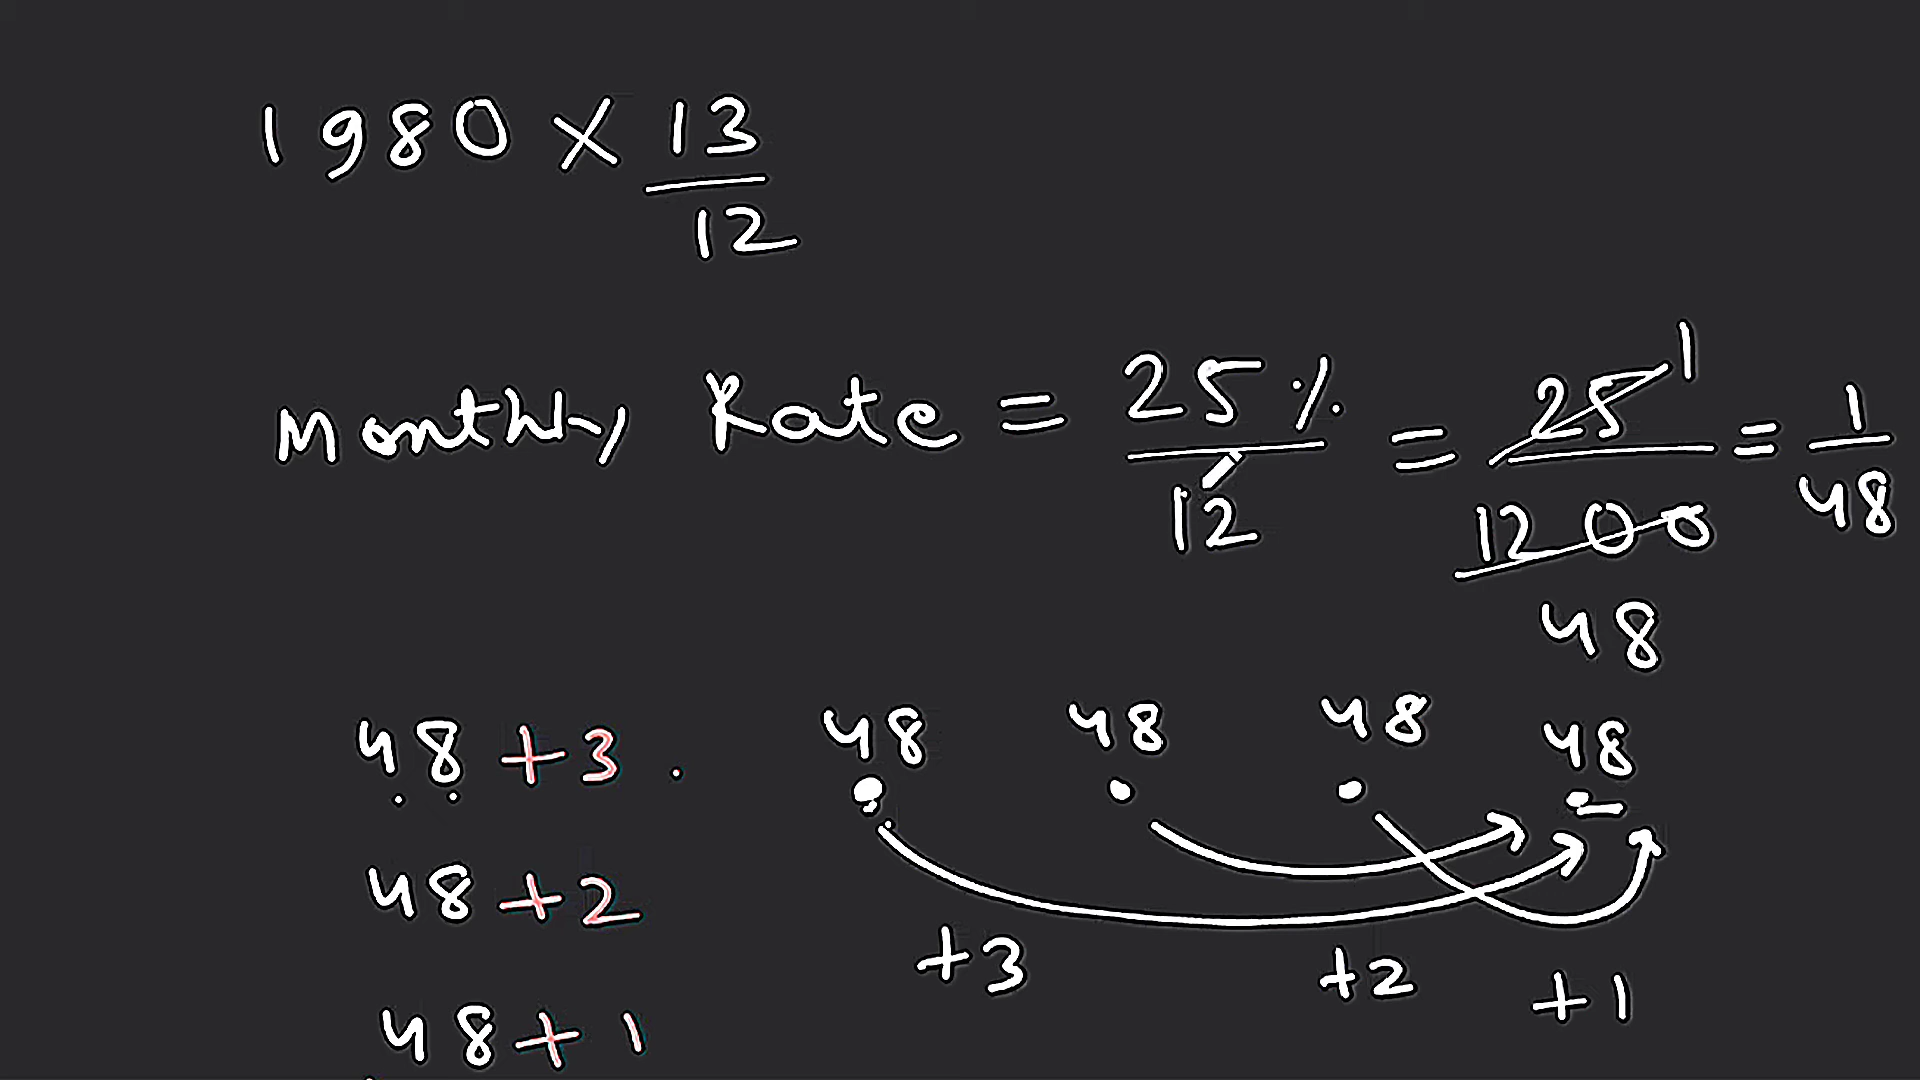 1980 × 13/12
Monthly Rate = 25%/12 = 25/1200 = 1/48
1
48
48 48 48 48
48 + 3 .
48 + 2
+3 +2 +1
48 + 1